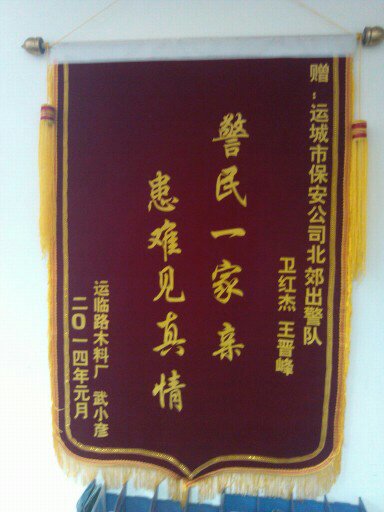 赠：运城市保安公司北郊出警队
卫红杰 王晋峰
警民一家亲
患难见真情
运临路木料厂 武小彦
二〇一四年元月